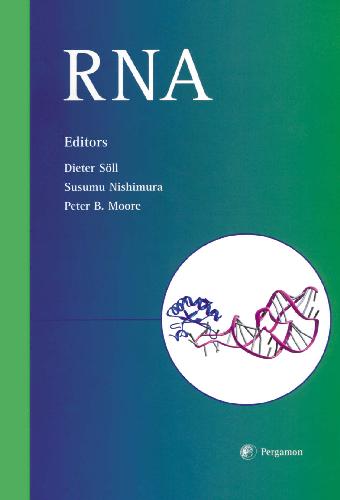 RNA
Editors
Dieter Söll
Susumu Nishimura
Peter B. Moore
Pergamon